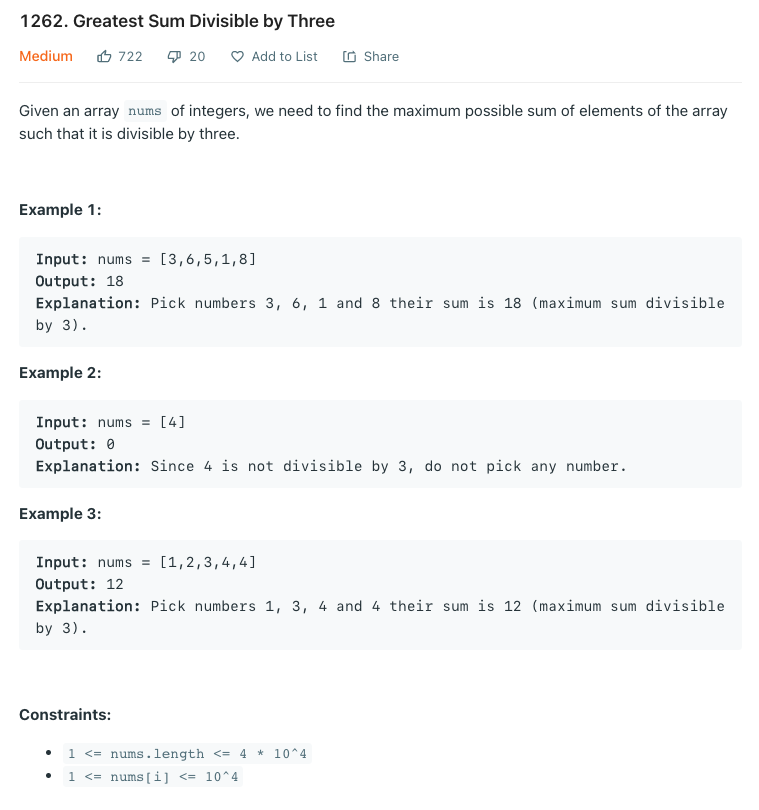 1262. Greatest Sum Divisible by Three
Medium 722 20 Add to List Share
Given an array nums of integers, we need to find the maximum possible sum of elements of the array
such that it is divisible by three.
Example 1:
Input: nums = [3,6,5,1,8]
Output: 18
Explanation: Pick numbers 3, 6, 1 and 8 their sum is 18 (maximum sum divisible
by 3).
Example 2:
Input: nums = [4]
Output: 0
Explanation: Since 4 is not divisible by 3, do not pick any number.
Example 3:
Input: nums = [1,2,3,4,4]
Output: 12
Explanation: Pick numbers 1, 3, 4 and 4 their sum is 12 (maximum sum divisible
by 3).
Constraints:
• 1 <= nums.length <= 4 * 10^4
• 1 <= nums[i] <= 10^4